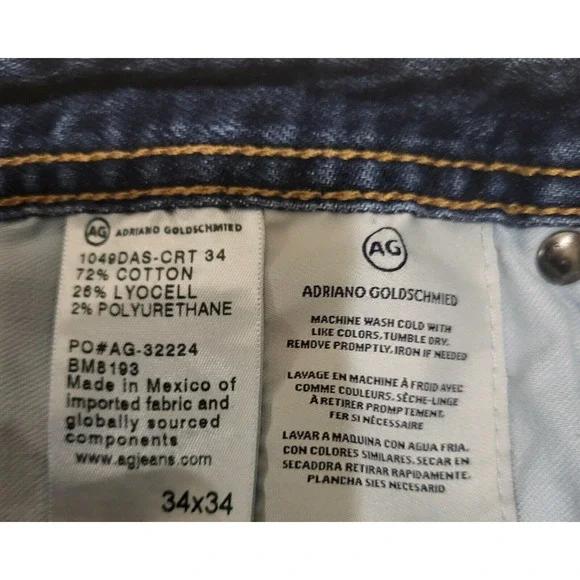 AG ADRIANO GOLDSCHMIED
1049DAS-CRT 34
72% COTTON
26% LYOCELL
2% POLYURETHANE
PO#AG-32224
BM8193
Made in Mexico of
imported fabric and
globally sourced
components
www.agjeans.com
34x34
AG
ADRIANO GOLDSCHMIED
MACHINE WASH COLD WITH
LIKE COLORS, TUMBLE DRY.
REMOVE PROMPTLY, IRON IF NEEDED
LAVAGE EN MACHINE À FROID AVEC
COMME COULEURS. SÈCHE-LINGE
À RETIRER PROMPTEMENT.
FER SI NÉCESSAIRE
LAVAR A MAQUINA CON AGUA FRIA.
CON COLORES SIMILARES. SECAR EN
SECADORA RETIRAR RAPIDAMENTE.
PLANCHA SIES NECESARIO